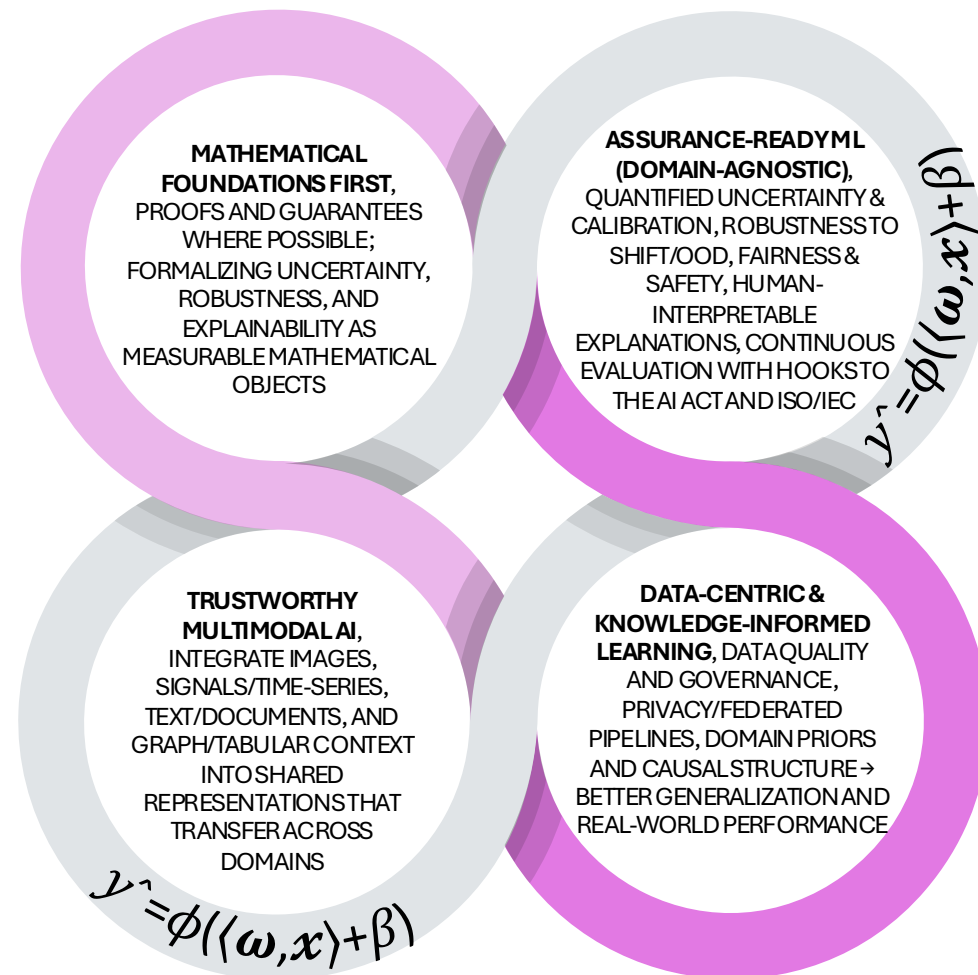 MATHEMATICAL
FOUNDATIONS FIRST,
PROOFS AND GUARANTEES
WHERE POSSIBLE;
FORMALIZING UNCERTAINTY,
ROBUSTNESS, AND
EXPLAINABILITY AS
MEASURABLE MATHEMATICAL
OBJECTS
ASSURANCE-READY ML
(DOMAIN-AGNOSTIC),
QUANTIFIED UNCERTAINTY &
CALIBRATION, ROBUSTNESS TO
SHIFT/OOD, FAIRNESS &
SAFETY, HUMAN-
INTERPRETABLE
EXPLANATIONS, CONTINUOUS
EVALUATION WITH HOOKS TO
THE AI ACT AND ISO/IEC
y^=ϕ(⟨ω,x⟩+β)
TRUSTWORTHY
MULTIMODAL AI,
INTEGRATE IMAGES,
SIGNALS/TIME-SERIES,
TEXT/DOCUMENTS, AND
GRAPH/TABULAR CONTEXT
INTO SHARED
REPRESENTATIONS THAT
TRANSFER ACROSS
DOMAINS
y^=ϕ(⟨ω,x⟩+β)
DATA-CENTRIC &
KNOWLEDGE-INFORMED
LEARNING, DATA QUALITY
AND GOVERNANCE,
PRIVACY/FEDERATED
PIPELINES, DOMAIN PRIORS
AND CAUSAL STRUCTURE →
BETTER GENERALIZATION AND
REAL-WORLD PERFORMANCE